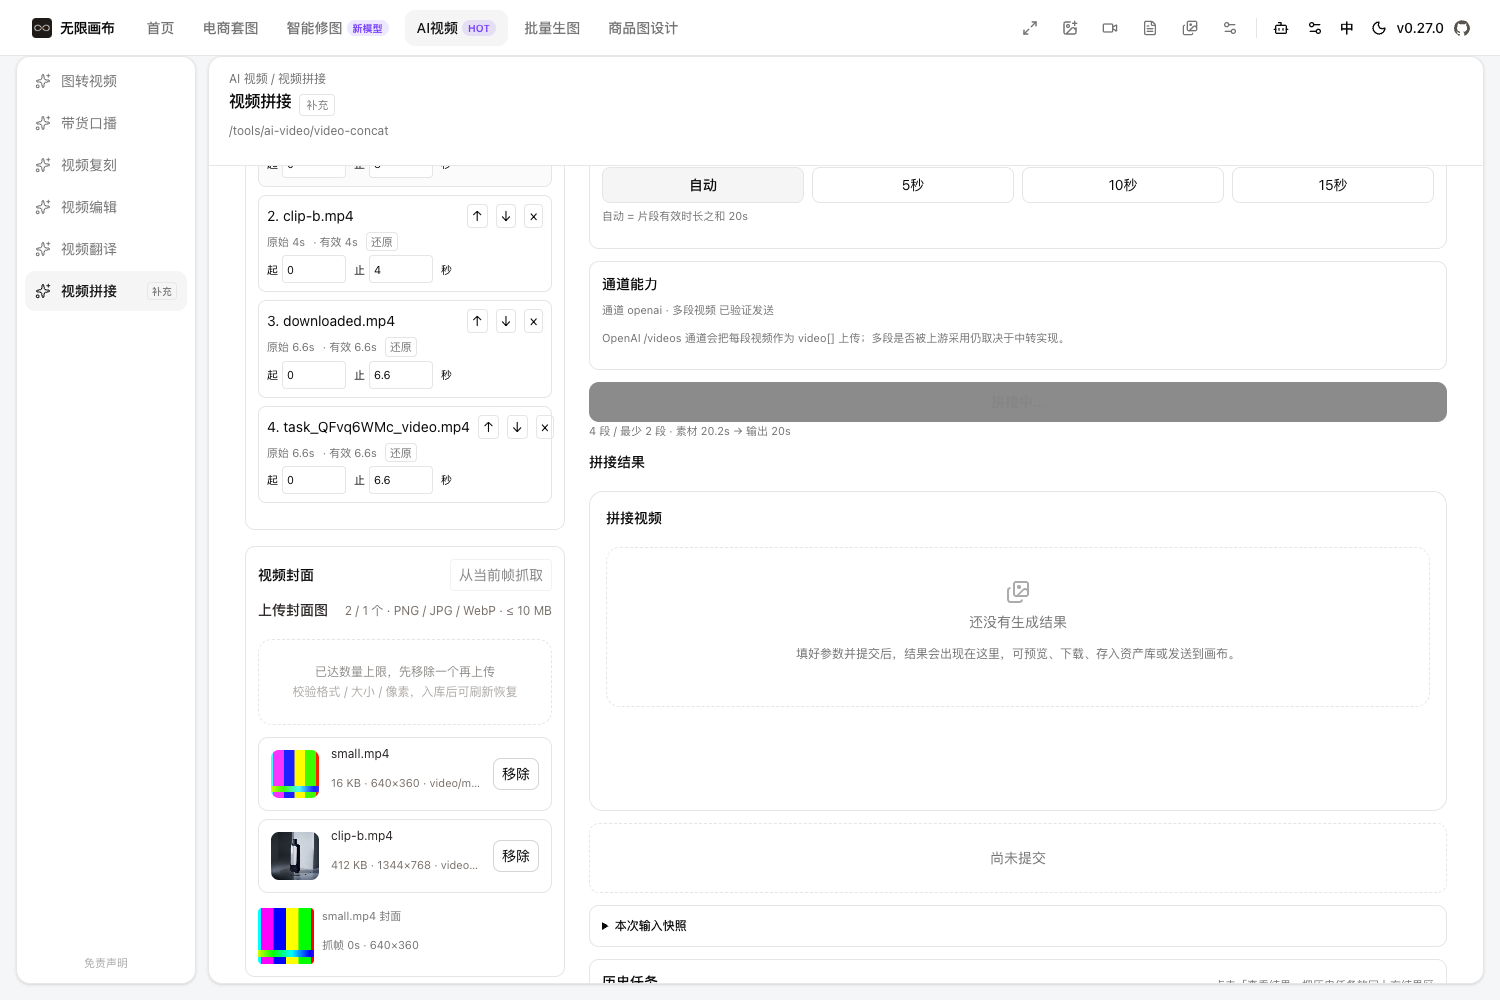 无限画布
首页
电商套图
智能修图 新模型
AI视频 HOT
批量生图
商品图设计
中
v0.27.0
图转视频
带货口播
视频复刻
视频编辑
视频翻译
视频拼接 补充
免责声明
AI 视频 / 视频拼接
视频拼接 补充
/tools/ai-video/video-concat
2. clip-b.mp4
原始 4s · 有效 4s 还原
起 0 止 4 秒
3. downloaded.mp4
原始 6.6s · 有效 6.6s 还原
起 0 止 6.6 秒
4. task_QFvq6WMc_video.mp4
原始 6.6s · 有效 6.6s 还原
起 0 止 6.6 秒
视频封面 从当前帧抓取
上传封面图 2 / 1 个 · PNG / JPG / WebP · ≤ 10 MB
已达数量上限，先移除一个再上传
校验格式 / 大小 / 像素，入库后可刷新恢复
small.mp4
16 KB · 640×360 · video/m...
移除
clip-b.mp4
412 KB · 1344×768 · video...
移除
small.mp4 封面
抓帧 0s · 640×360
自动 5秒 10秒 15秒
自动 = 片段有效时长之和 20s
通道能力
通道 openai · 多段视频 已验证发送
OpenAI /videos 通道会把每段视频作为 video[] 上传；多段是否被上游采用仍取决于中转实现。
4 段 / 最少 2 段 · 素材 20.2s → 输出 20s
拼接结果
拼接视频
还没有生成结果
填好参数并提交后，结果会出现在这里，可预览、下载、存入资产库或发送到画布。
尚未提交
本次输入快照
历史任务